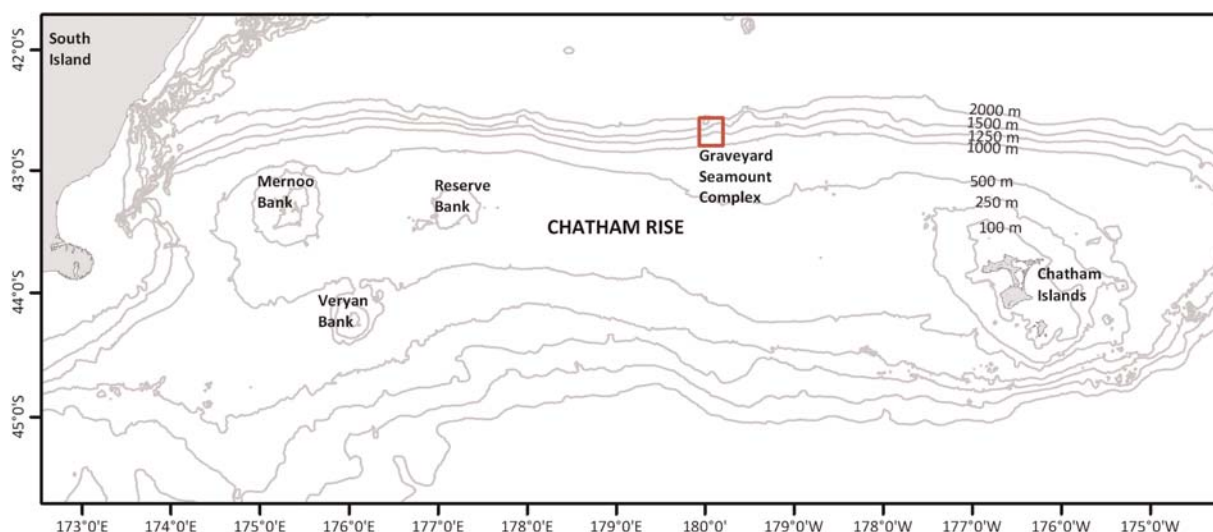 South
Island
42°0'S
43°0'S
44°0'S
45°0'S
2000 m
1500 m
1250 m
1000 m
Graveyard
Seamount
Complex
Mernoo
Bank
Reserve
Bank
500 m
250 m
100 m
CHATHAM RISE
Chatham
Islands
Veryan
Bank
173°0'E
174°0'E
175°0'E
176°0'E
177°0'E
178°0'E
179°0'E
180°0'
179°0'W
178°0'W
177°0'W
176°0'W
175°0'W